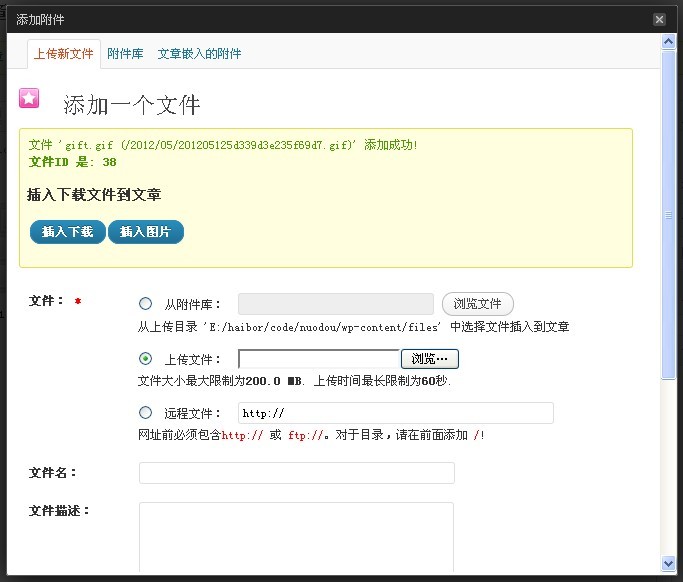 添加附件
上传新文件 附件库 文章嵌入的附件
添加一个文件
文件 'gift.gif (/2012/05/201205125d339d3e235f69d7.gif)' 添加成功!
文件ID 是: 38
插入下载文件到文章
插入下载 插入图片
文件： * 从附件库： 浏览文件
从上传目录 'E:/haibor/code/nuodou/wp-content/files' 中选择文件插入到文章
上传文件： 浏览…
文件大小最大限制为200.0 MB. 上传时间最长限制为60秒.
远程文件： http://
网址前必须包含http:// 或 ftp://。对于目录，请在前面添加 /!
文件名：
文件描述：